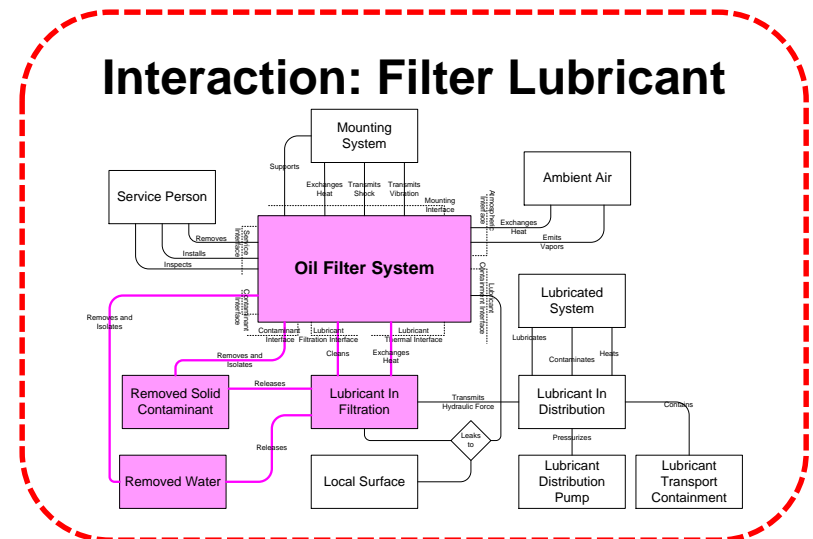 Interaction: Filter Lubricant
Mounting
System
Service Person
Ambient Air
Supports
Exchanges
Heat
Transmits
Shock
Transmits
Vibration
Mounting
Interface
Atmospheric
Interface
Exchanges
Heat
Emits
Vapors
Removes
Installs
Inspects
Service
Interface
Oil Filter System
Contaminant
Interface
Lubricant
Containment Interface
Lubricated
System
Removes and
Isolates
Contaminant
Interface
Lubricant
Filtration Interface
Lubricant
Thermal Interface
Lubricates
Contaminates
Heats
Removes and
Isolates
Cleans
Exchanges
Heat
Removed Solid
Contaminant
Releases
Lubricant In
Filtration
Transmits
Hydraulic Force
Lubricant In
Distribution
Contains
Leaks
to
Pressurizes
Releases
Removed Water
Local Surface
Lubricant
Distribution
Pump
Lubricant
Transport
Containment